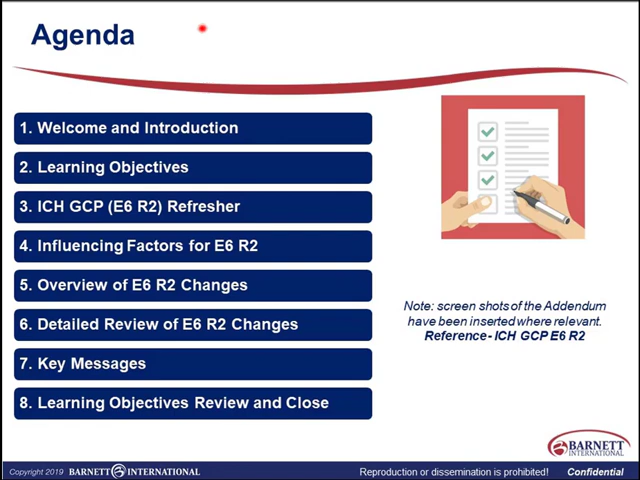 Agenda
1. Welcome and Introduction
2. Learning Objectives
3. ICH GCP (E6 R2) Refresher
4. Influencing Factors for E6 R2
5. Overview of E6 R2 Changes
6. Detailed Review of E6 R2 Changes
7. Key Messages
8. Learning Objectives Review and Close
Note: screen shots of the Addendum
have been inserted where relevant.
Reference- ICH GCP E6 R2
BARNETT
INTERNATIONAL
Copyright 2019 BARNETT INTERNATIONAL Reproduction or dissemination is prohibited! Confidential